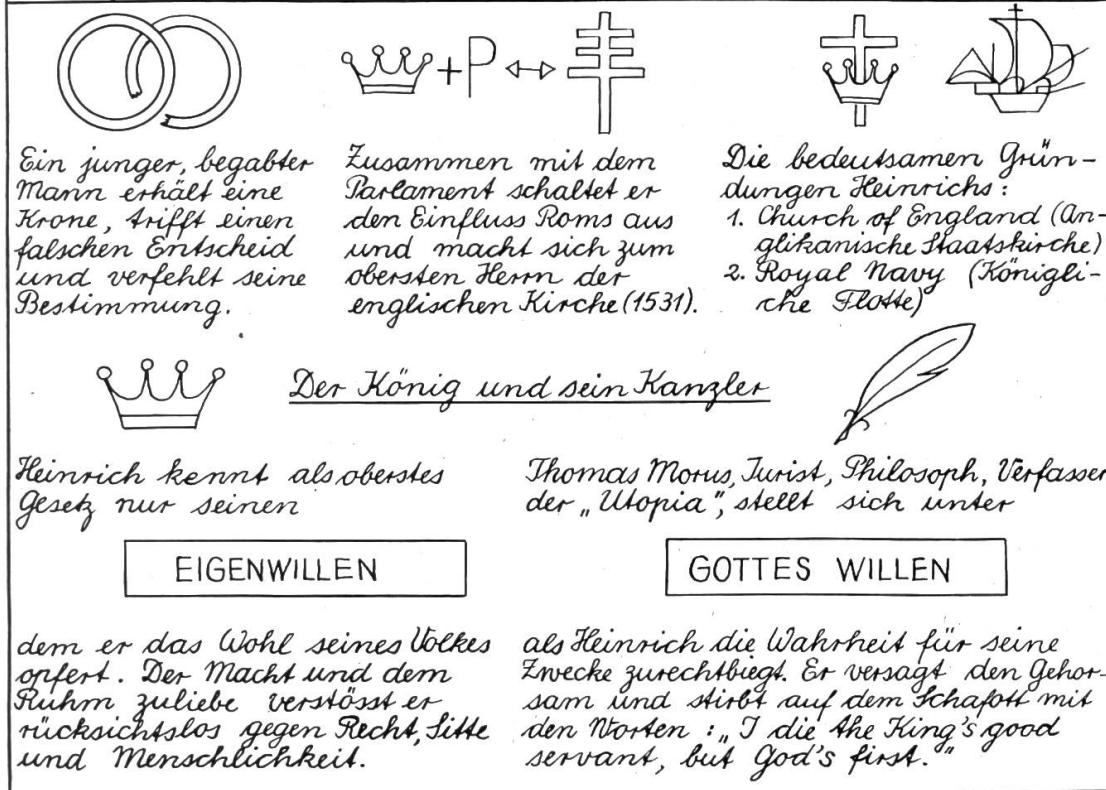 +P
Ein junger, begabter
Mann erhält eine
Krone, trifft einen
falschen Entscheid
und verfehlt seine
Bestimmung.
Zusammen mit dem
Parlament schaltet er
den Einfluss Roms aus
und macht sich zum
obersten Herrn der
englischen Kirche (1531).
Die bedeutsamen Grün-
dungen Heinrichs:
1. Church of England (An-
glikanische Staatskirche)
2. Royal Navy (Königli-
che Flotte)
Der König und sein Kanzler
Heinrich kennt als oberstes
Gesetz nur seinen
EIGENWILLEN
dem er das Wohl seines Volkes
opfert. Der Macht und dem
Ruhm zuliebe verstösst er
rücksichtslos gegen Recht, Sitte
und Menschlichkeit.
Thomas Morus, Jurist, Philosoph, Verfasser
der „Utopia", stellt sich unter
GOTTES WILLEN
als Heinrich die Wahrheit für seine
Zwecke zurechtbiegt. Er versagt den Gehor-
sam und stirbt auf dem Schafott mit
den Worten: „I die the King's good
servant, but God's first."